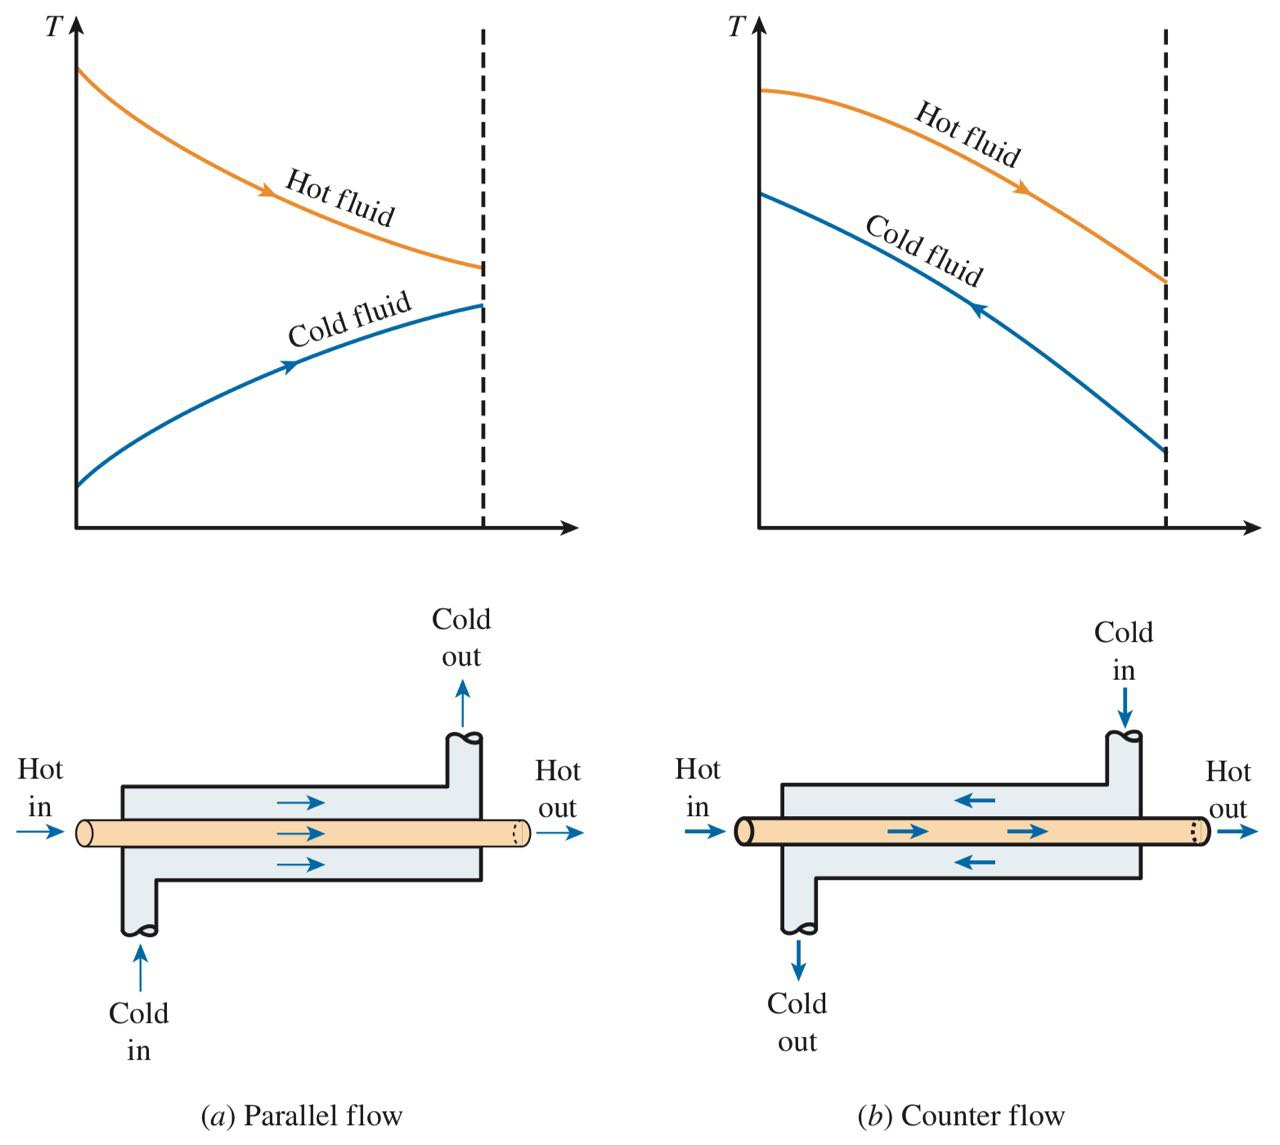 T
Hot fluid
Cold fluid
T
Hot fluid
Cold fluid
Cold
out
Hot
in
Hot
out
Cold
in
(a) Parallel flow
Cold
in
Hot
in
Hot
out
Cold
out
(b) Counter flow